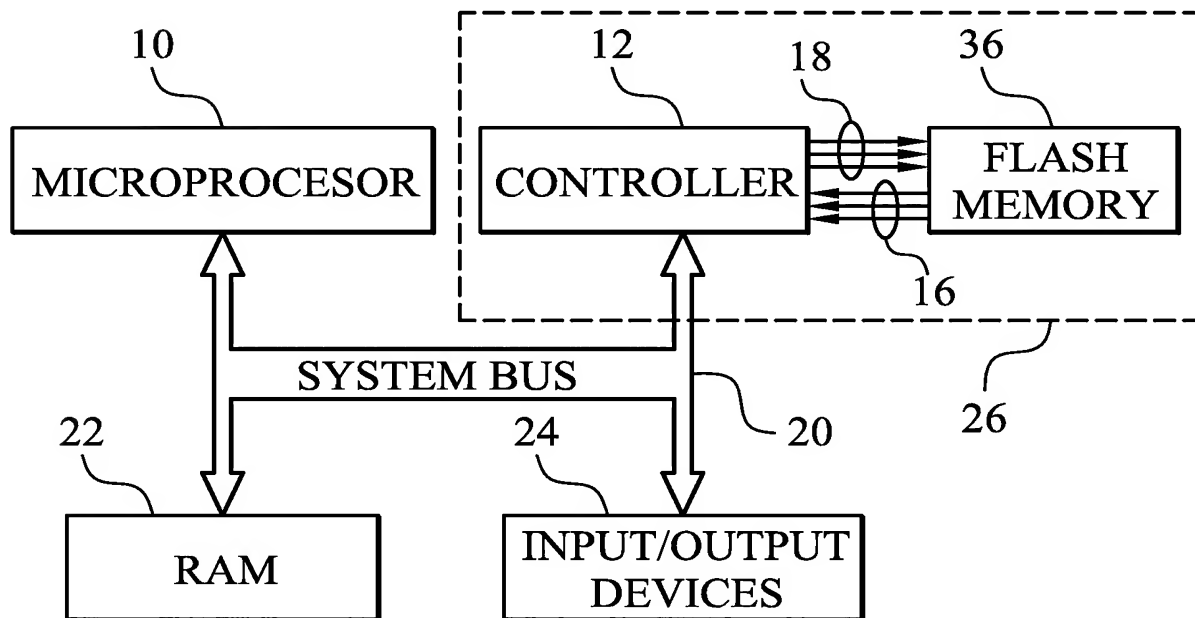 10
12
18
36
MICROPROCESOR
CONTROLLER
FLASH
MEMORY
16
SYSTEM BUS
22
24
20
26
RAM
INPUT/OUTPUT
DEVICES